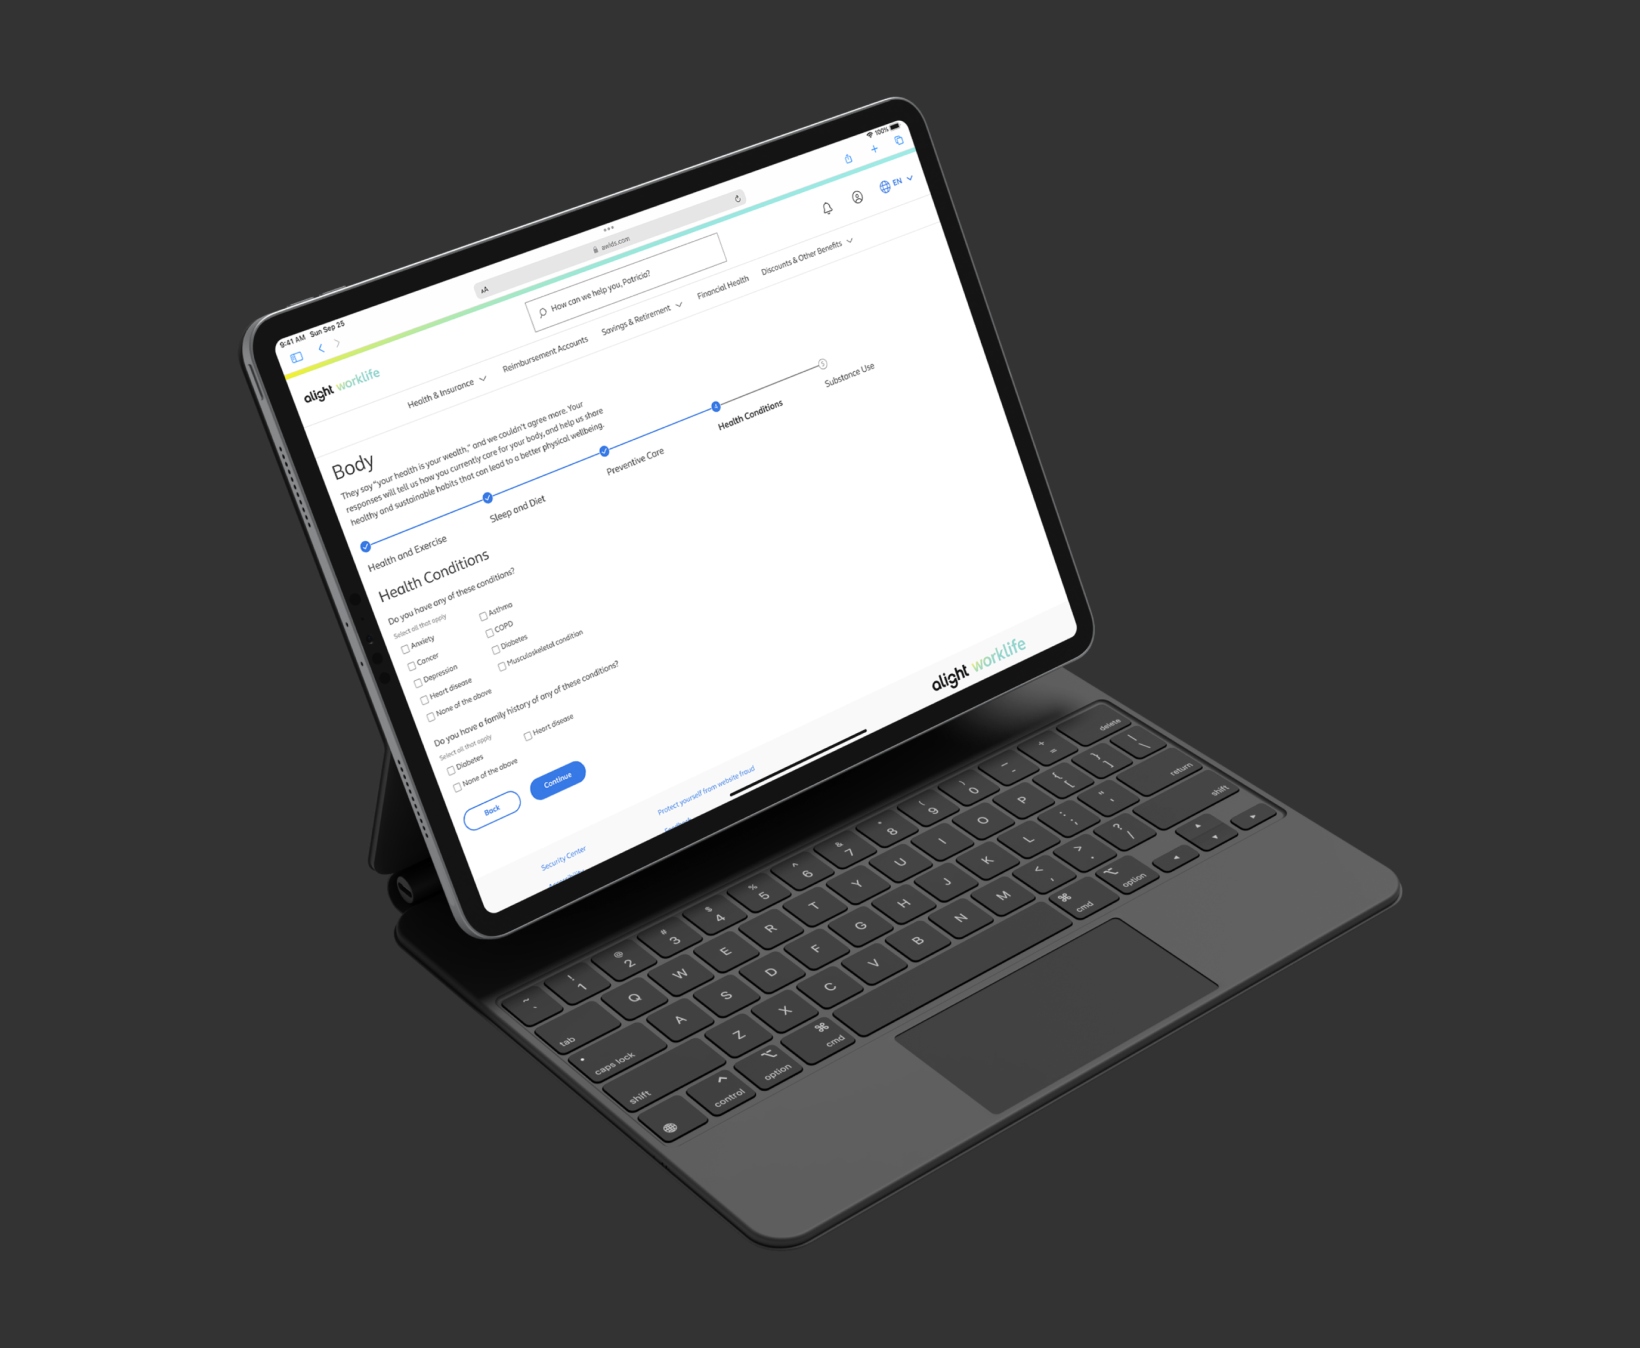 9:41 AM Sun Sep 25
100%
AA
awlds.com
alight worklife
How can we help you, Patricia?
EN
Health & Insurance
Reimbursement Accounts
Savings & Retirement
Financial Health
Discounts & Other Benefits
Body
They say "your health is your wealth." and we couldn't agree more. Your
responses will tell us how you currently care for your body, and help us share
healthy and sustainable habits that can lead to a better physical wellbeing.
4
5
Health and Exercise
Sleep and Diet
Preventive Care
Health Conditions
Substance Use
Health Conditions
Do you have any of these conditions?
Select all that apply
Anxiety
Asthma
Cancer
COPD
Depression
Diabetes
Heart disease
Musculoskeletal condition
None of the above
Do you have a family history of any of these conditions?
Select all that apply
Diabetes
Heart disease
None of the above
Back
Continue
alight worklife
Security Center
Protect yourself from website fraud
Accessibility
Feedback
~ ! @ # $ % ^ & * ( ) _ + delete
` 1 2 3 4 5 6 7 8 9 0 - =
tab Q W E R T Y U I O P { [ } ] | \
caps lock A S D F G H J K L : ; " ' return
shift Z X C V B N M < , > . ? / shift
control option cmd cmd option